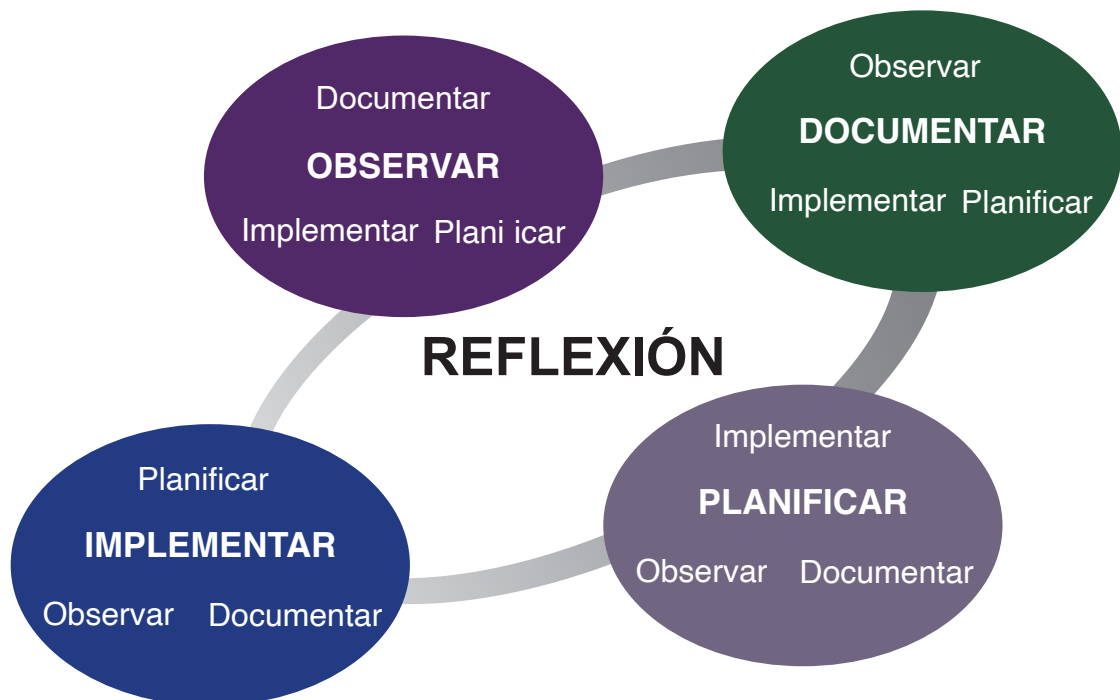 Documentar
OBSERVAR
Implementar Plani icar
Observar
DOCUMENTAR
Implementar Planificar
REFLEXIÓN
Planificar
IMPLEMENTAR
Observar Documentar
Implementar
PLANIFICAR
Observar Documentar